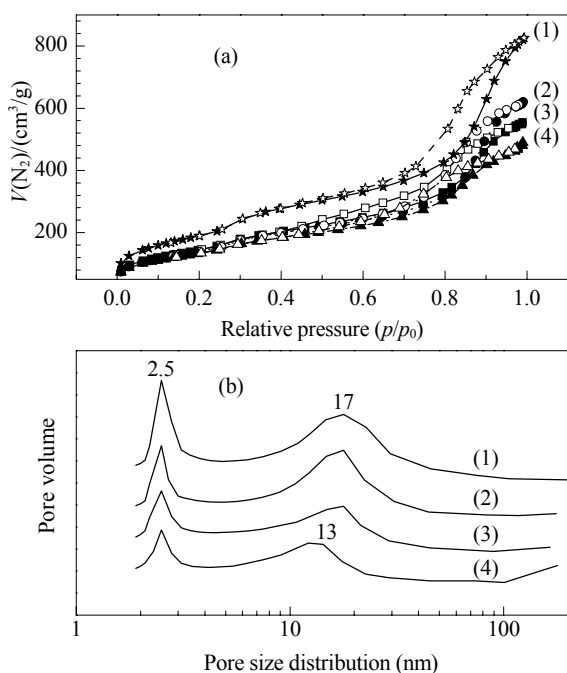 (a)
V(N₂)/(cm³/g)
800
600
400
200
(1)
(2)
(3)
(4)
0.0 0.2 0.4 0.6 0.8 1.0
Relative pressure (p/p₀)
(b)
Pore volume
2.5
17
13
(1)
(2)
(3)
(4)
1 10 100
Pore size distribution (nm)